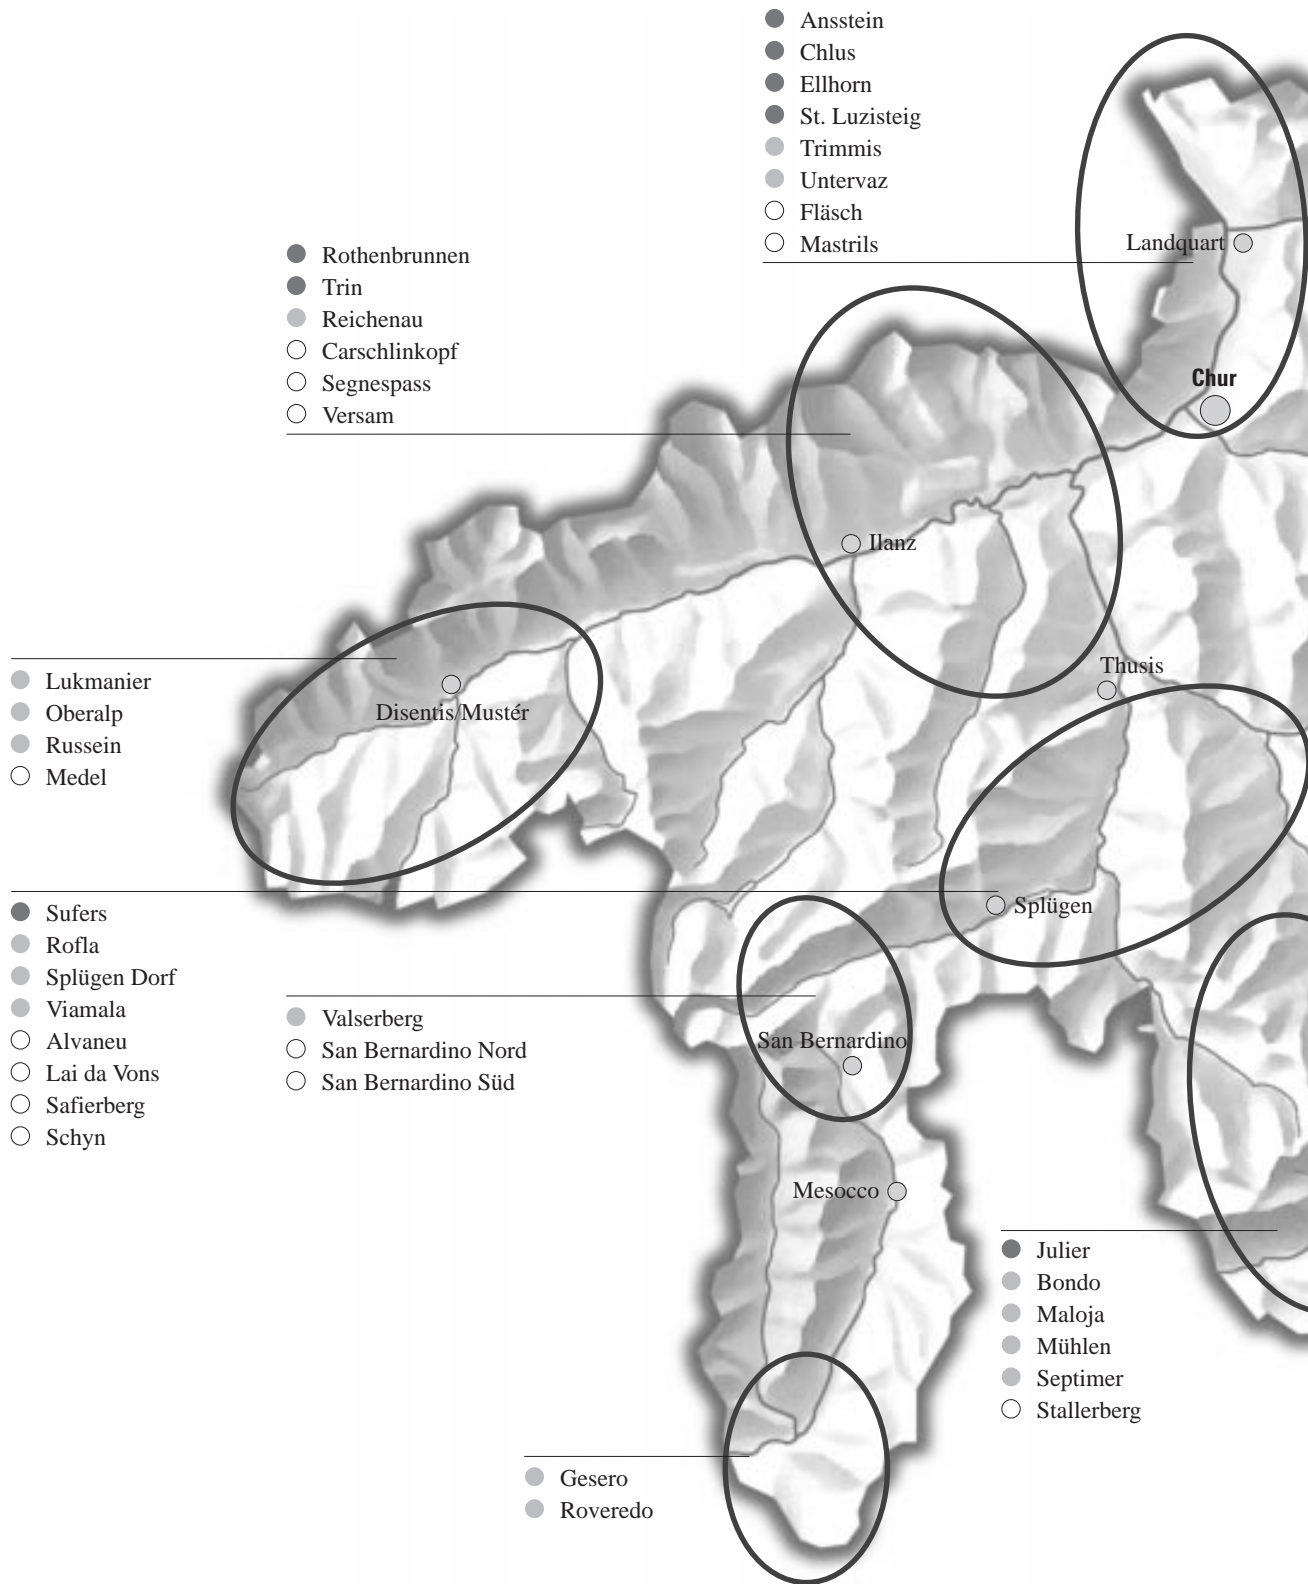 Ansstein
Chlus
Ellhorn
St. Luzisteig
Trimmis
Untervaz
Fläsch
Mastrils
Landquart
Rothenbrunnen
Trin
Reichenau
Carschlinkopf
Segnespass
Versam
Chur
Ilanz
Thusis
Disentis/Mustér
Lukmanier
Oberalp
Russein
Medel
Splügen
Sufers
Rofla
Splügen Dorf
Viamala
Alvaneu
Lai da Vons
Safierberg
Schyn
Valserberg
San Bernardino Nord
San Bernardino Süd
San Bernardino
Mesocco
Julier
Bondo
Maloja
Mühlen
Septimer
Stallerberg
Gesero
Roveredo